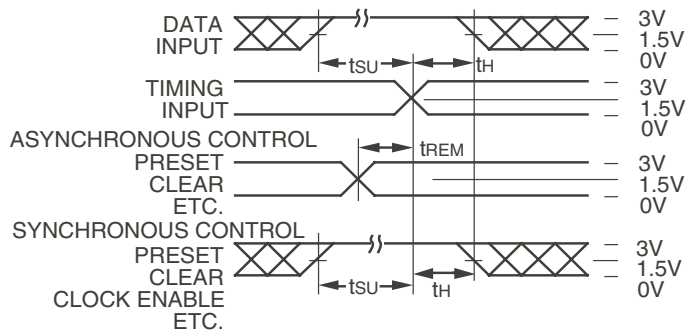 DATA
INPUT
3V
1.5V
0V
tSU
tH
TIMING
INPUT
3V
1.5V
0V
ASYNCHRONOUS CONTROL
tREM
PRESET
CLEAR
ETC.
3V
1.5V
0V
SYNCHRONOUS CONTROL
PRESET
CLEAR
CLOCK ENABLE
ETC.
3V
1.5V
0V
tSU
tH